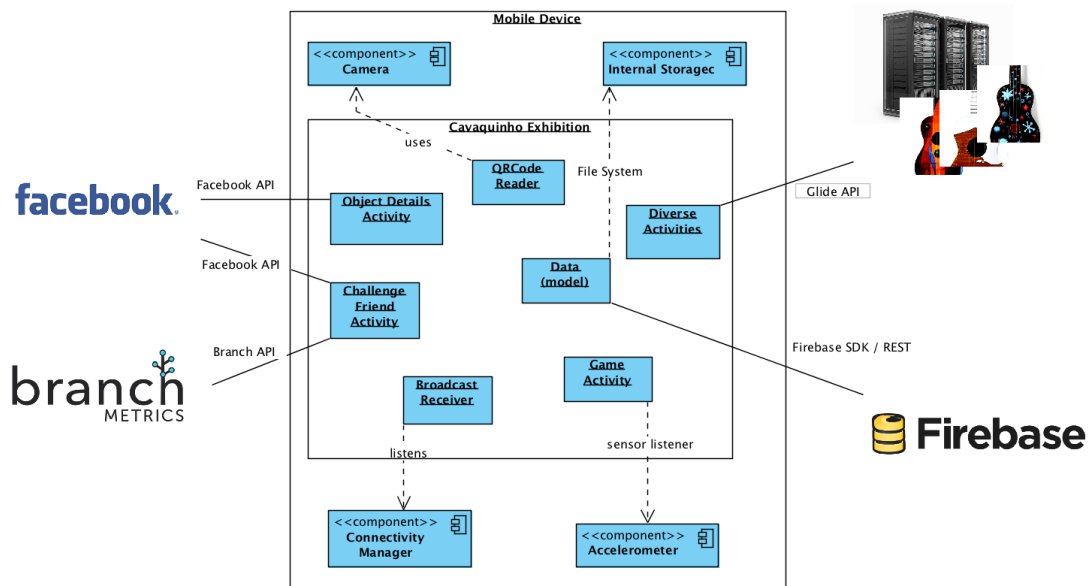 Mobile Device
<<component>>
Camera
<<component>>
Internal Storagec
Cavaquinho Exhibition
uses
QRCode
Reader
File System
Facebook API
facebook®
Object Details
Activity
Diverse
Activities
Glide API
Facebook API
Data
(model)
Challenge
Friend
Activity
Branch API
Firebase SDK / REST
branch
METRICS
Broadcast
Receiver
Game
Activity
Firebase
listens
sensor listener
<<component>>
Connectivity
Manager
<<component>>
Accelerometer